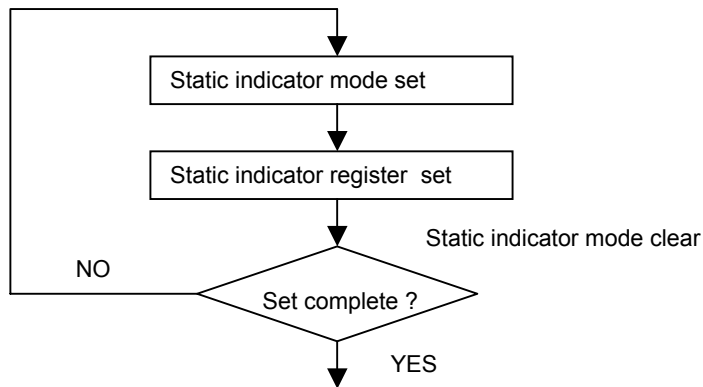 Static indicator mode set
Static indicator register set
Static indicator mode clear
NO
Set complete ?
YES